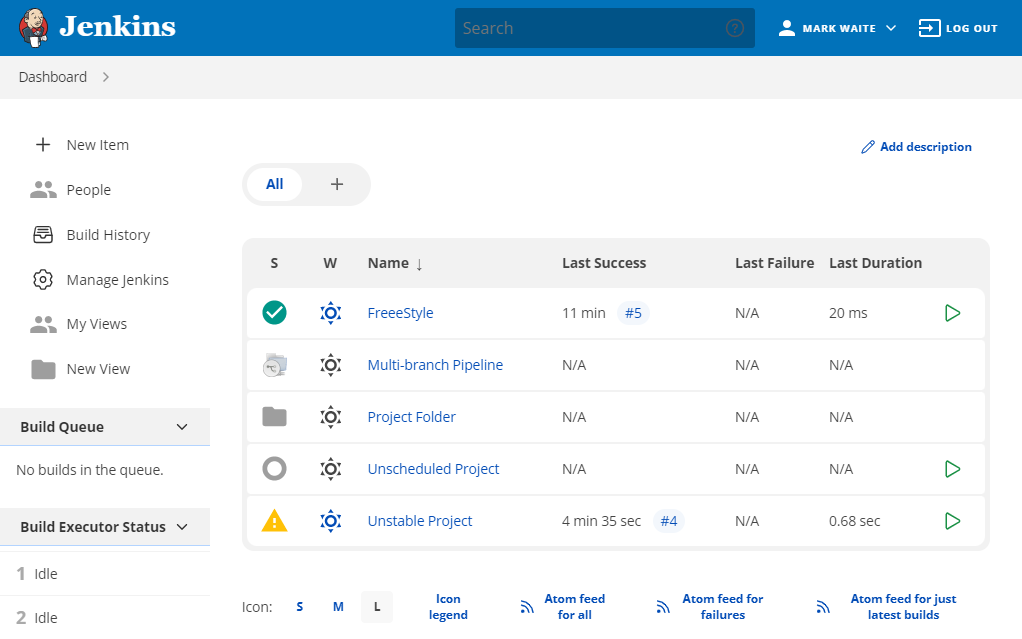 Jenkins
Search
MARK WAITE
LOG OUT
Dashboard
New Item
People
Build History
Manage Jenkins
My Views
New View
Build Queue
No builds in the queue.
Build Executor Status
1 Idle
2 Idle
Add description
All +
S W Name ↓ Last Success Last Failure Last Duration
FreeeStyle 11 min #5 N/A 20 ms
Multi-branch Pipeline N/A N/A N/A
Project Folder N/A N/A N/A
Unscheduled Project N/A N/A N/A
Unstable Project 4 min 35 sec #4 N/A 0.68 sec
Icon: S M L
Icon
legend
Atom feed
for all
Atom feed for
failures
Atom feed for just
latest builds